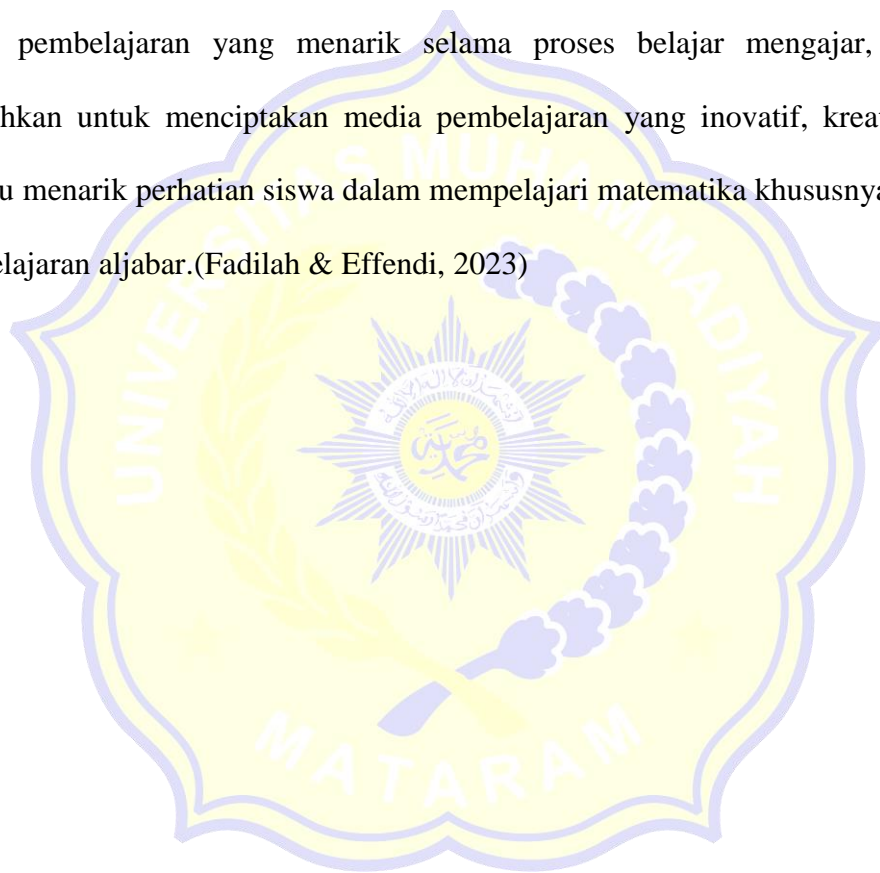 pembelajaran yang menarik selama proses belajar mengajar,
hkan untuk menciptakan media pembelajaran yang inovatif, krea
u menarik perhatian siswa dalam mempelajari matematika khususnya
elajaran aljabar.(Fadilah & Effendi, 2023)
UNIVERSITAS MUHAMMADIYAH
MATARAM